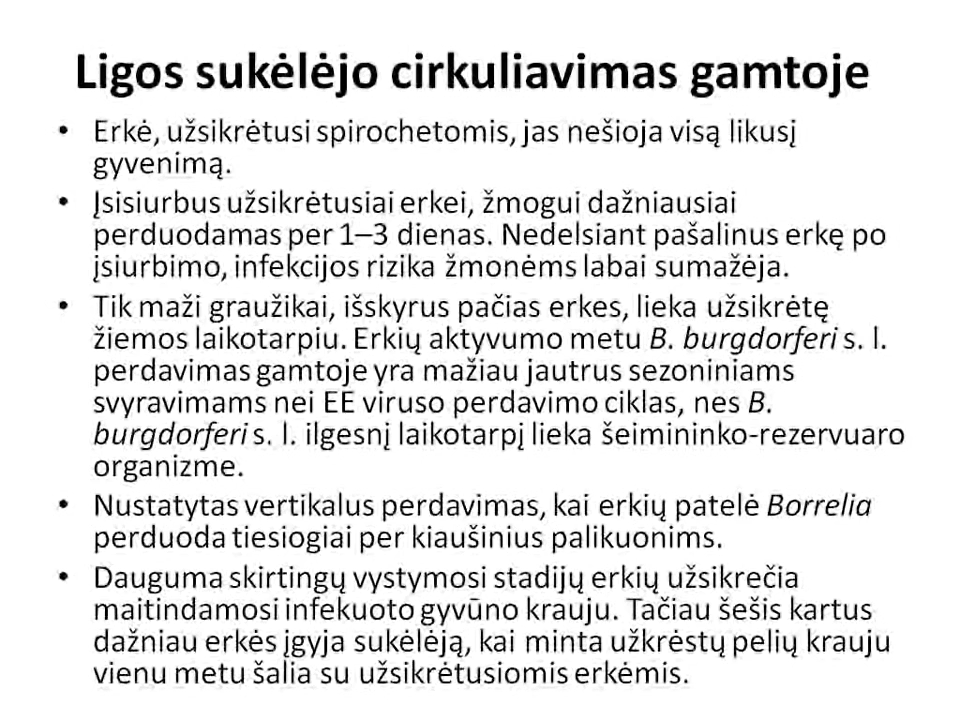 Ligos sukėlėjo cirkuliavimas gamtoje
• Erkė, užsikrėtusi spirochetomis, jas nešioja visą likusį
gyvenimą.
• Įsisiurbus užsikrėtusiai erkei, žmogui dažniausiai
perduodamas per 1–3 dienas. Nedelsiant pašalinus erkę po
įsiurbimo, infekcijos rizika žmonėms labai sumažėja.
• Tik maži graužikai, išskyrus pačias erkes, lieka užsikrėtę
žiemos laikotarpiu. Erkių aktyvumo metu B. burgdorferi s. l.
perdavimas gamtoje yra mažiau jautrus sezoniniams
svyravimams nei EE viruso perdavimo ciklas, nes B.
burgdorferi s. l. ilgesnį laikotarpį lieka šeimininko-rezervuaro
organizme.
• Nustatytas vertikalus perdavimas, kai erkių patelė Borrelia
perduoda tiesiogiai per kiaušinius palikuonims.
• Dauguma skirtingų vystymosi stadijų erkių užsikrečia
maitindamosi infekuoto gyvūno krauju. Tačiau šešis kartus
dažniau erkės įgyja sukėlėją, kai minta užkrėstų pelių krauju
vienu metu šalia su užsikrėtusiomis erkėmis.